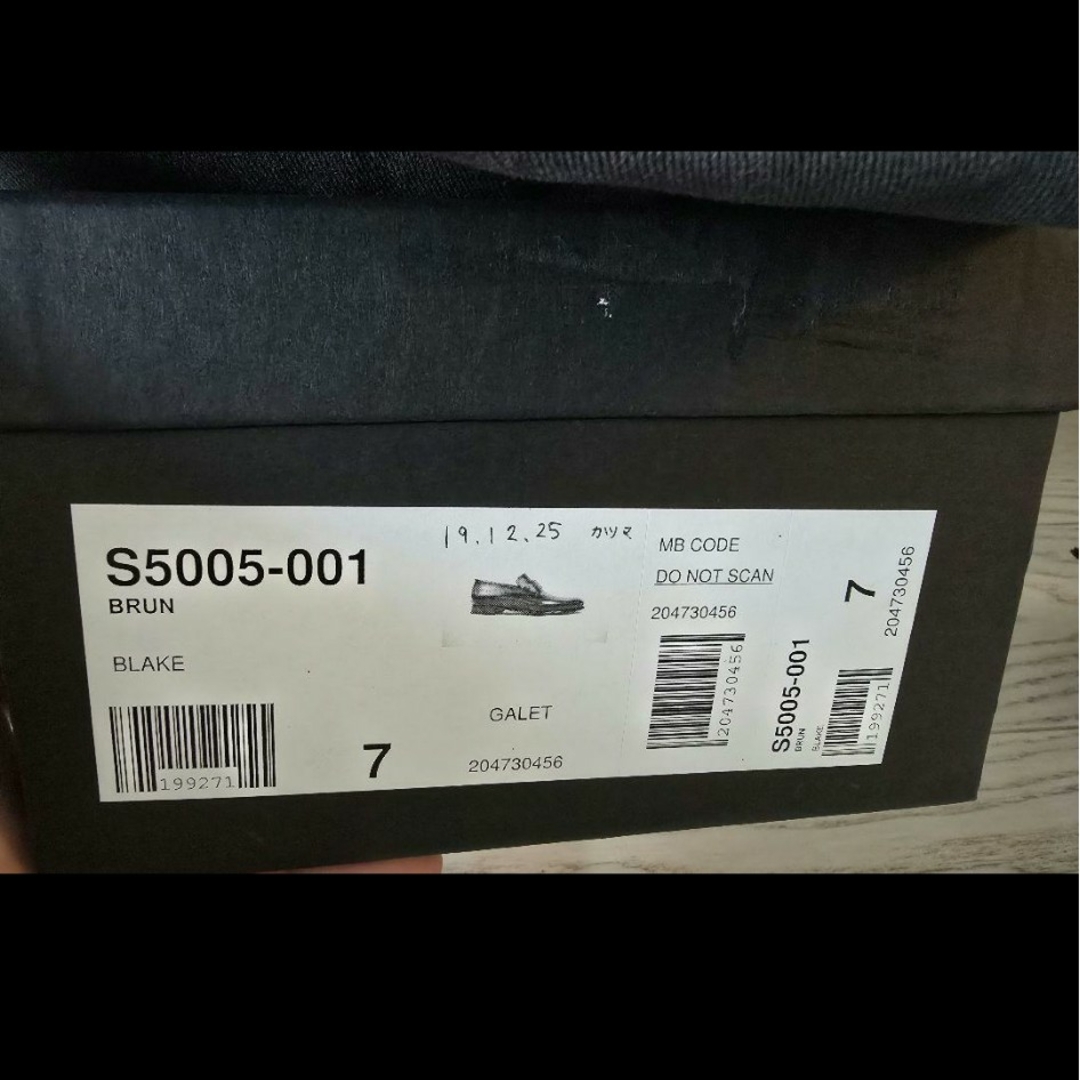 S5005-001
BRUN
BLAKE
199271
7
19.12.25 カツマ
GALET
204730456
MB CODE
DO NOT SCAN
204730456
204730456
S5005-001
BRUN
BLAKE
7
204730456
199271